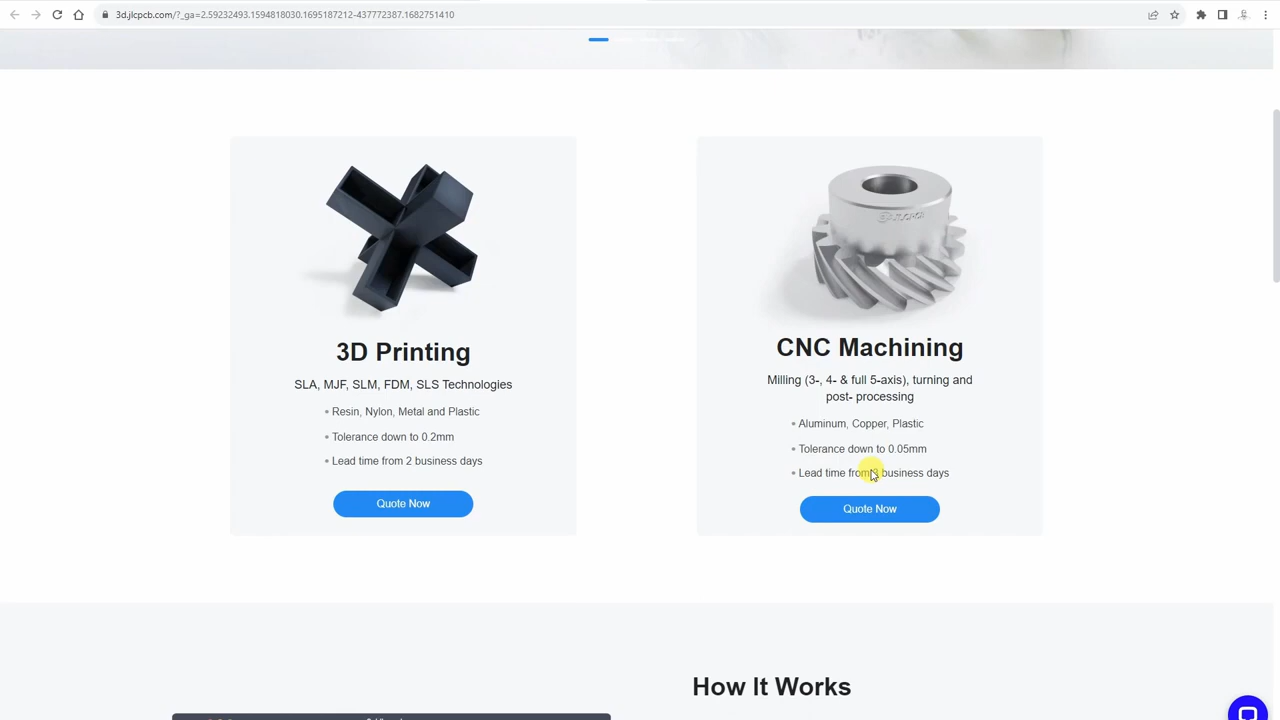 3d.jlcpcb.com/?_ga=2.59232493.1594818030.1695187212-437772387.1682751410
3D Printing
SLA, MJF, SLM, FDM, SLS Technologies
• Resin, Nylon, Metal and Plastic
• Tolerance down to 0.2mm
• Lead time from 2 business days
Quote Now
CNC Machining
Milling (3-, 4- & full 5-axis), turning and
post- processing
• Aluminum, Copper, Plastic
• Tolerance down to 0.05mm
• Lead time from business days
Quote Now
How It Works